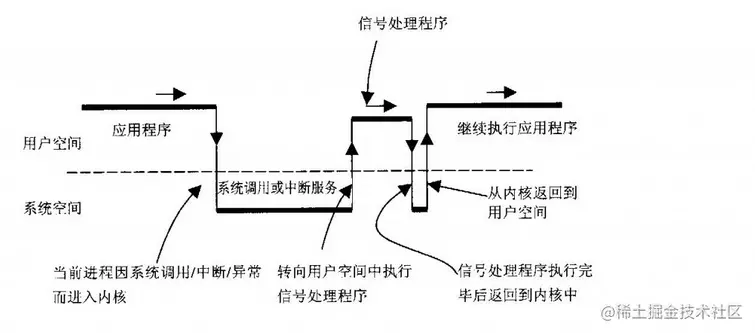 信号处理程序
应用程序
继续执行应用程序
用户空间
系统调用或中断服务
系统空间
从内核返回到
用户空间
当前进程因系统调用/中断/异常
而进入内核
转向用户空间中执行
信号处理程序
信号处理程序执行完
毕后返回到内核中
@稀土掘金技术社区